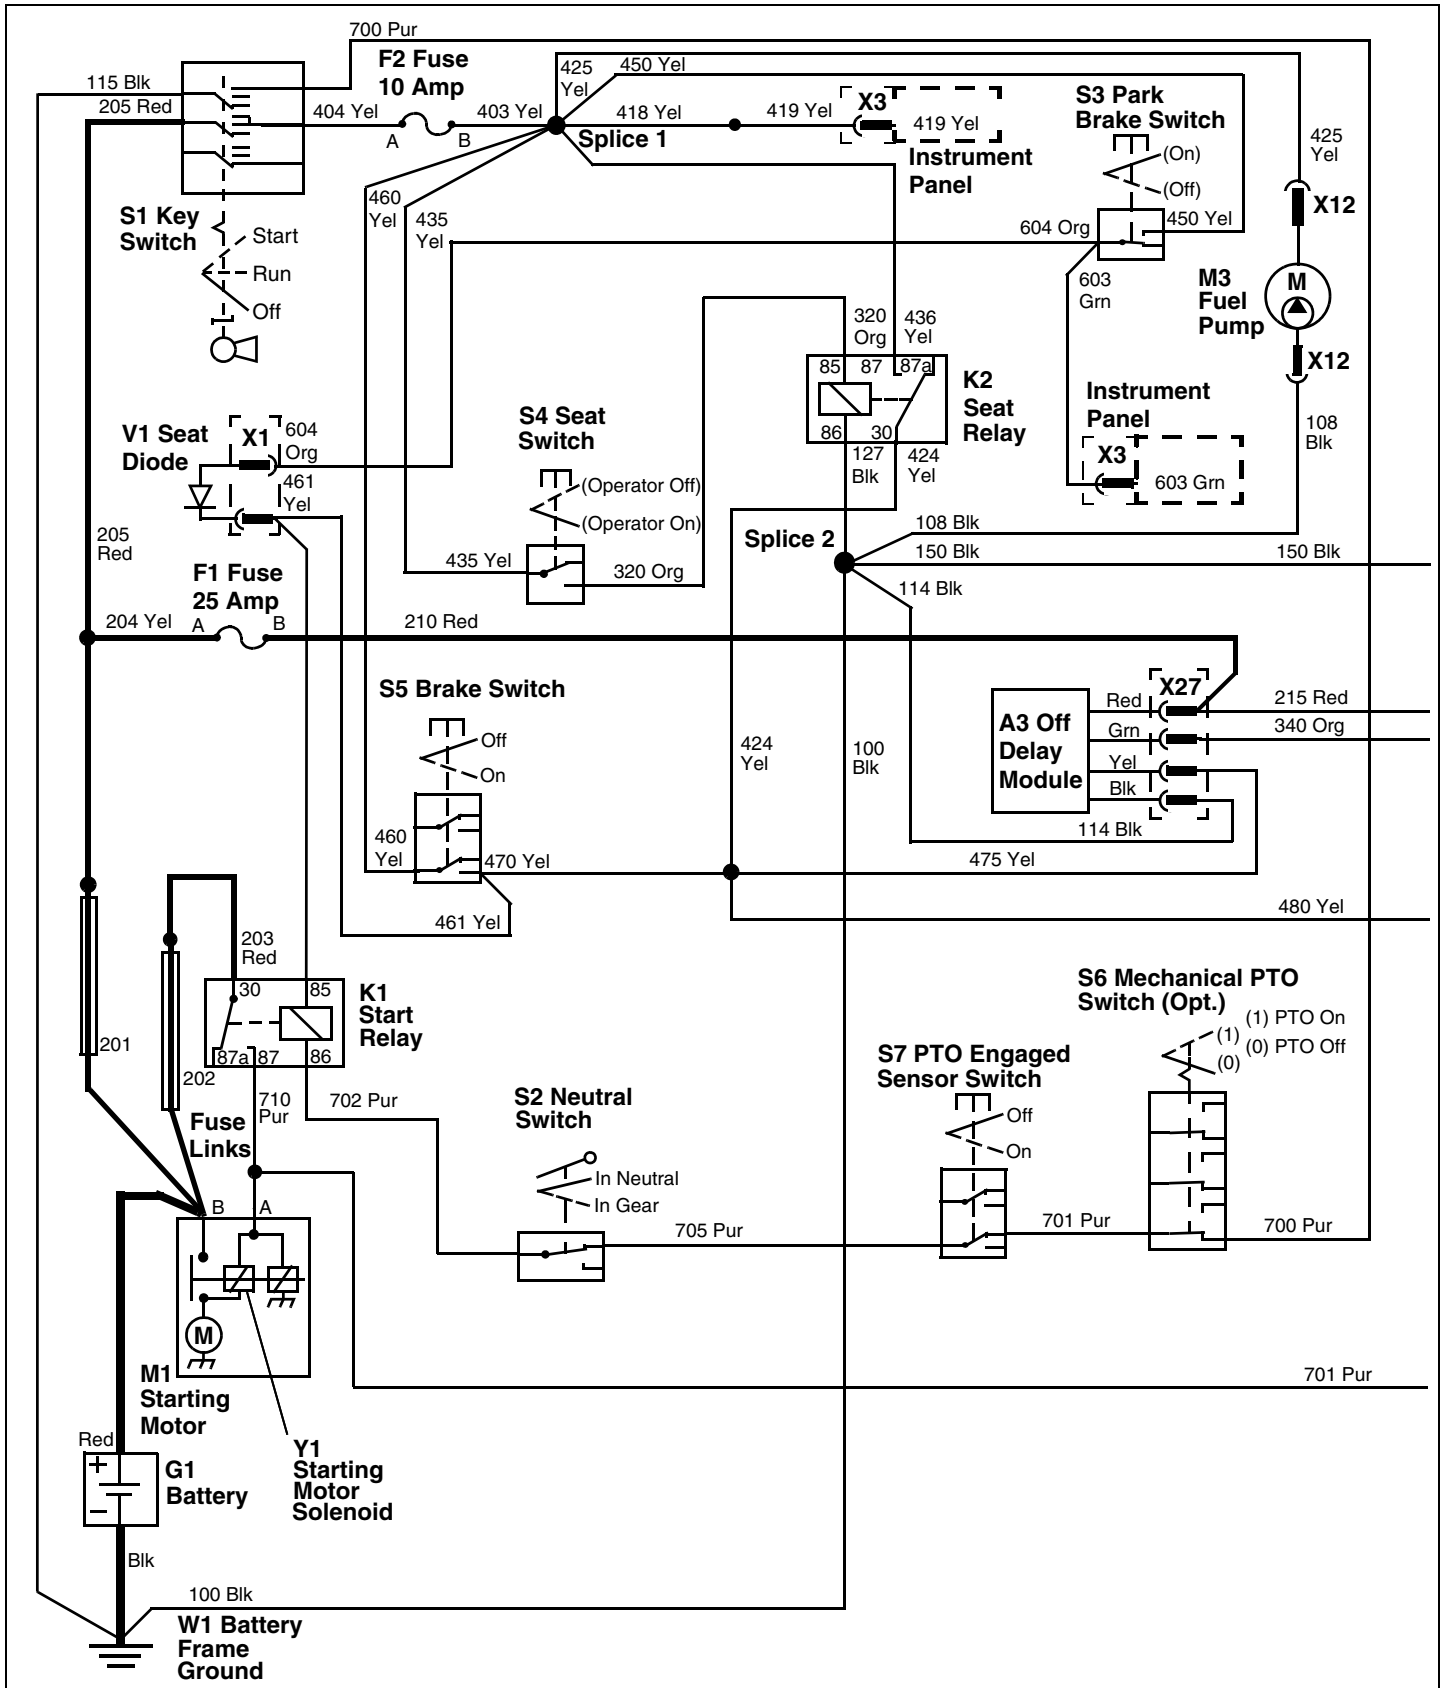 700 Pur
F2 Fuse
10 Amp
115 Blk
205 Red
404 Yel
A
B
403 Yel
425
Yel
450 Yel
418 Yel
419 Yel
X3
419 Yel
Instrument
Panel
Splice 1
S3 Park
Brake Switch
(On)
(Off)
450 Yel
604 Org
603
Grn
425
Yel
X12
M3
Fuel
Pump
M
X12
108
Blk
S1 Key
Switch
Start
Run
Off
460
Yel
435
Yel
320
Org
436
Yel
85
87
87a
86
30
K2
Seat
Relay
127
Blk
424
Yel
Instrument
Panel
X3
603 Grn
V1 Seat
Diode
X1
604
Org
461
Yel
S4 Seat
Switch
(Operator Off)
(Operator On)
435 Yel
320 Org
Splice 2
108 Blk
150 Blk
150 Blk
114 Blk
205
Red
F1 Fuse
25 Amp
204 Yel
A
B
210 Red
S5 Brake Switch
Off
On
460
Yel
470 Yel
461 Yel
424
Yel
100
Blk
A3 Off
Delay
Module
Red
Grn
Yel
Blk
X27
215 Red
340 Org
114 Blk
475 Yel
480 Yel
203
Red
30
85
87a
87
86
K1
Start
Relay
201
202
Fuse
Links
710
Pur
702 Pur
S2 Neutral
Switch
In Neutral
In Gear
705 Pur
S7 PTO Engaged
Sensor Switch
Off
On
701 Pur
S6 Mechanical PTO
Switch (Opt.)
(1) PTO On
(1)
(0) PTO Off
(0)
700 Pur
B
A
M
M1
Starting
Motor
701 Pur
Y1
Starting
Motor
Solenoid
Red
+
−
G1
Battery
Blk
100 Blk
W1 Battery
Frame
Ground